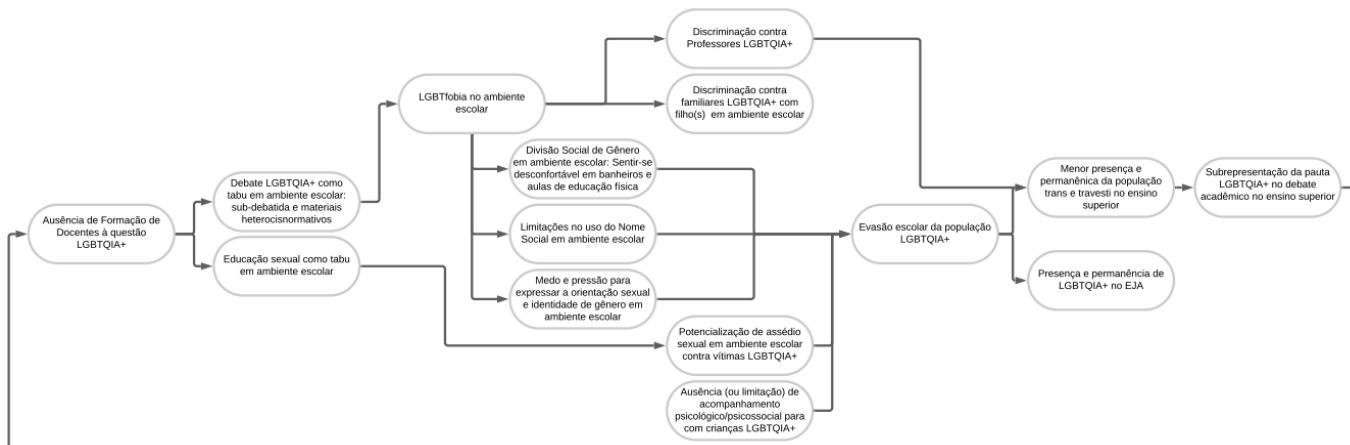 Ausência de Formação de
Docentes à questão
LGBTQIA+
Debate LGBTQIA+ como
tabu em ambiente escolar:
sub-debatida e materiais
heterocisnormativos
Educação sexual como tabu
em ambiente escolar
LGBTfobia no ambiente
escolar
Discriminação contra
Professores LGBTQIA+
Discriminação contra
familiares LGBTQIA+ com
filho(s) em ambiente escolar
Divisão Social de Gênero
em ambiente escolar: Sentir-se
desconfortável em banheiros e
aulas de educação física
Limitações no uso do Nome
Social em ambiente escolar
Medo e pressão para
expressar a orientação sexual
e identidade de gênero em
ambiente escolar
Potencialização de assédio
sexual em ambiente escolar
contra vítimas LGBTQIA+
Ausência (ou limitação) de
acompanhamento
psicológico/psicossocial para
com crianças LGBTQIA+
Evasão escolar da população
LGBTQIA+
Menor presença e
permanênica da população
trans e travesti no ensino
superior
Presença e permanência de
LGBTQIA+ no EJA
Subrepresentação da pauta
LGBTQIA+ no debate
acadêmico no ensino superior